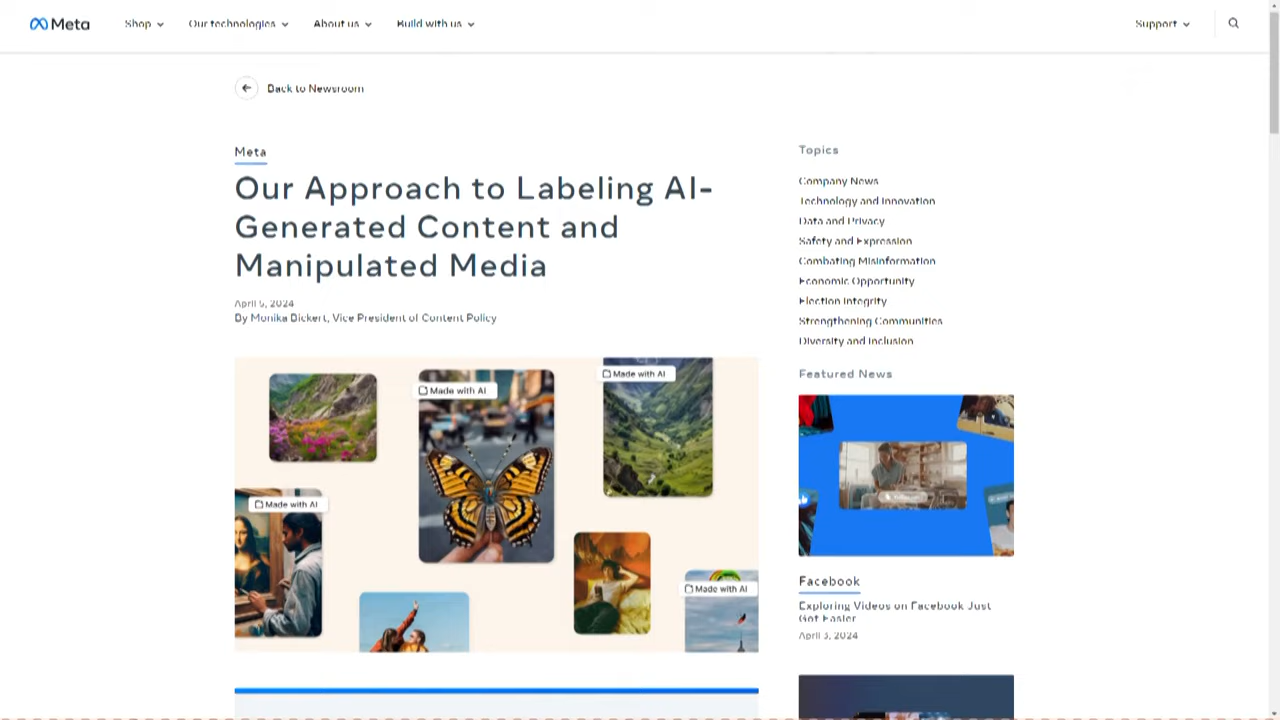 Meta
Shop
Our technologies
About us
Build with us
Support
Back to Newsroom
Meta
Our Approach to Labeling AI-
Generated Content and
Manipulated Media
April 5, 2024
By Monika Bickert, Vice President of Content Policy
Made with AI
Made with AI
Made with AI
Made with AI
Topics
Company News
Technology and Innovation
Data and Privacy
Safety and Expression
Combating Misinformation
Economic Opportunity
Election Integrity
Strengthening Communities
Diversity and Inclusion
Featured News
Facebook
Exploring Videos on Facebook Just
Got Easier
April 3, 2024